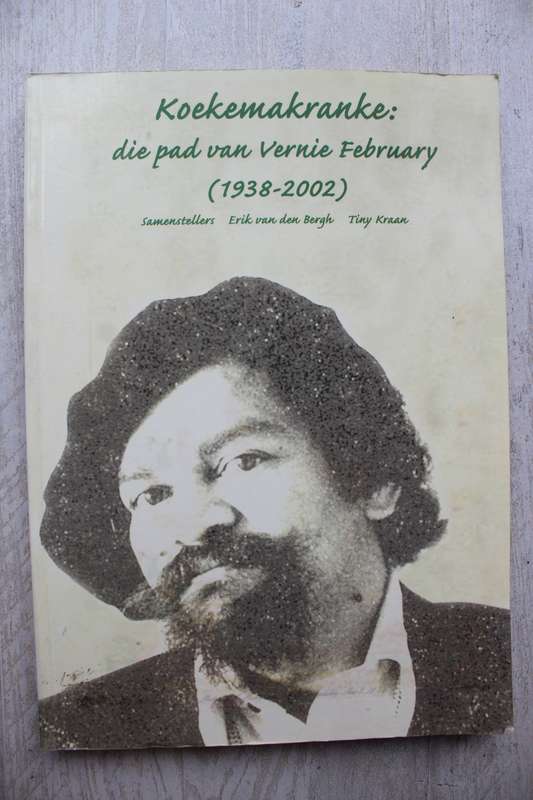 Koekemakranke:
die pad van Vernie February
(1938-2002)
Samenstellers Erik van den Bergh Tiny Kraan